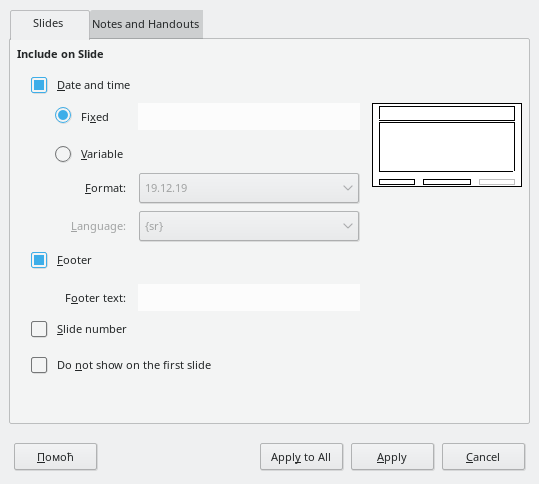 Slides
Notes and Handouts
Include on Slide
Date and time
Fixed
Variable
Format:
19.12.19
Language:
{sr}
Footer
Footer text:
Slide number
Do not show on the first slide
Помоћ
Apply to All
Apply
Cancel